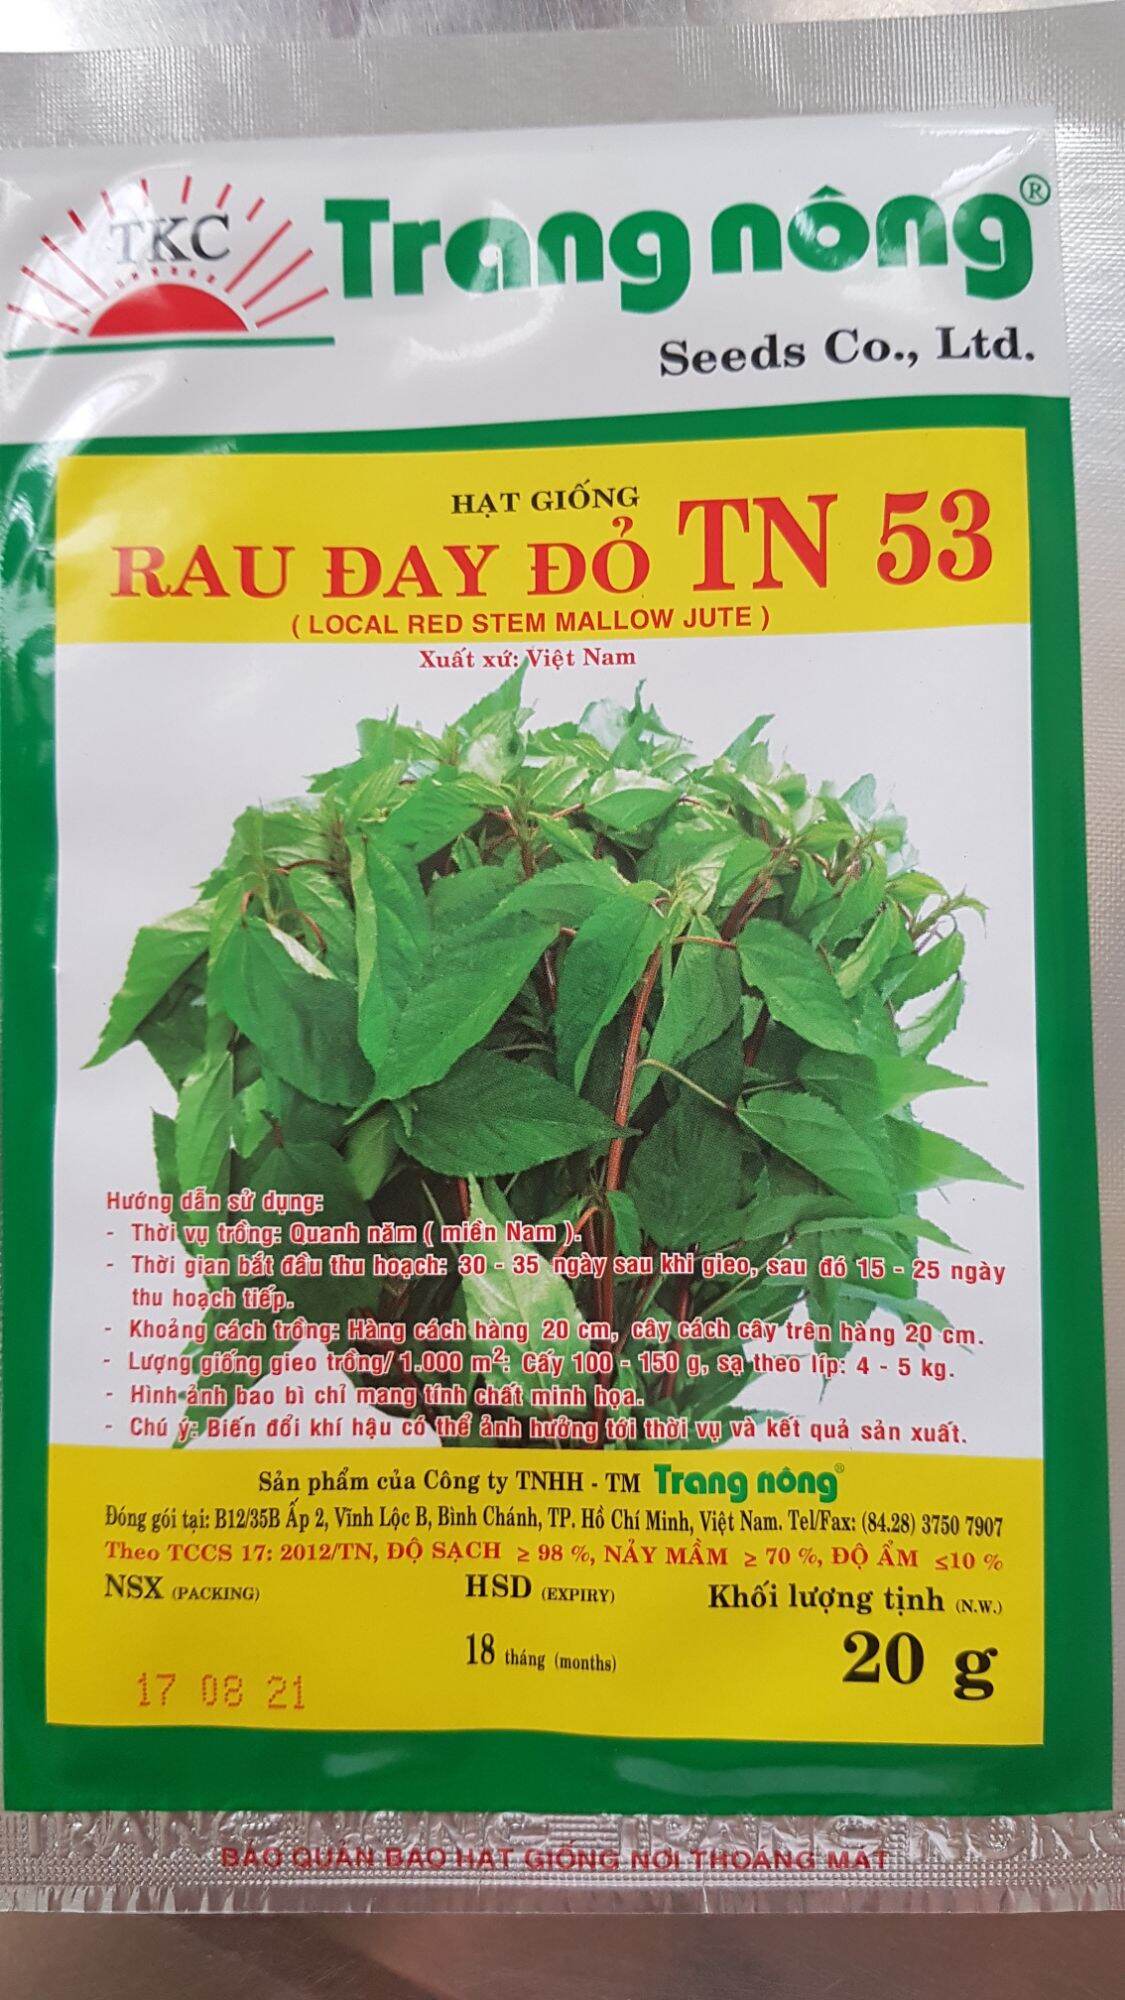 TKC
Trang nông®
Seeds Co., Ltd.
HẠT GIỐNG
RAU ĐAY ĐỎ TN 53
( LOCAL RED STEM MALLOW JUTE )
Xuất xứ: Việt Nam
Hướng dẫn sử dụng:
- Thời vụ trồng: Quanh năm ( miền Nam ).
- Thời gian bắt đầu thu hoạch: 30 - 35 ngày sau khi gieo, sau đó 15 - 25 ngày
thu hoạch tiếp.
- Khoảng cách trồng: Hàng cách hàng 20 cm, cây cách cây trên hàng 20 cm.
- Lượng giống gieo trồng/ 1.000 m²: Cấy 100 - 150 g, sạ theo líp: 4 - 5 kg.
- Hình ảnh bao bì chỉ mang tính chất minh họa.
- Chú ý: Biến đổi khí hậu có thể ảnh hưởng tới thời vụ và kết quả sản xuất.
Sản phẩm của Công ty TNHH - TM Trang nông®
Đóng gói tại: B12/35B Ấp 2, Vĩnh Lộc B, Bình Chánh, TP. Hồ Chí Minh, Việt Nam. Tel/Fax: (84.28) 3750 7907
Theo TCCS 17: 2012/TN, ĐỘ SẠCH ≥ 98 %, NẢY MẦM ≥ 70 %, ĐỘ ẨM ≤10 %
NSX (PACKING) HSD (EXPIRY) Khối lượng tịnh (N.W.)
18 tháng (months) 20 g
17 08 21
TRANG NONG TRANG NONG
BẢO QUẢN BAO HẠT GIỐNG NƠI THOÁNG MÁT